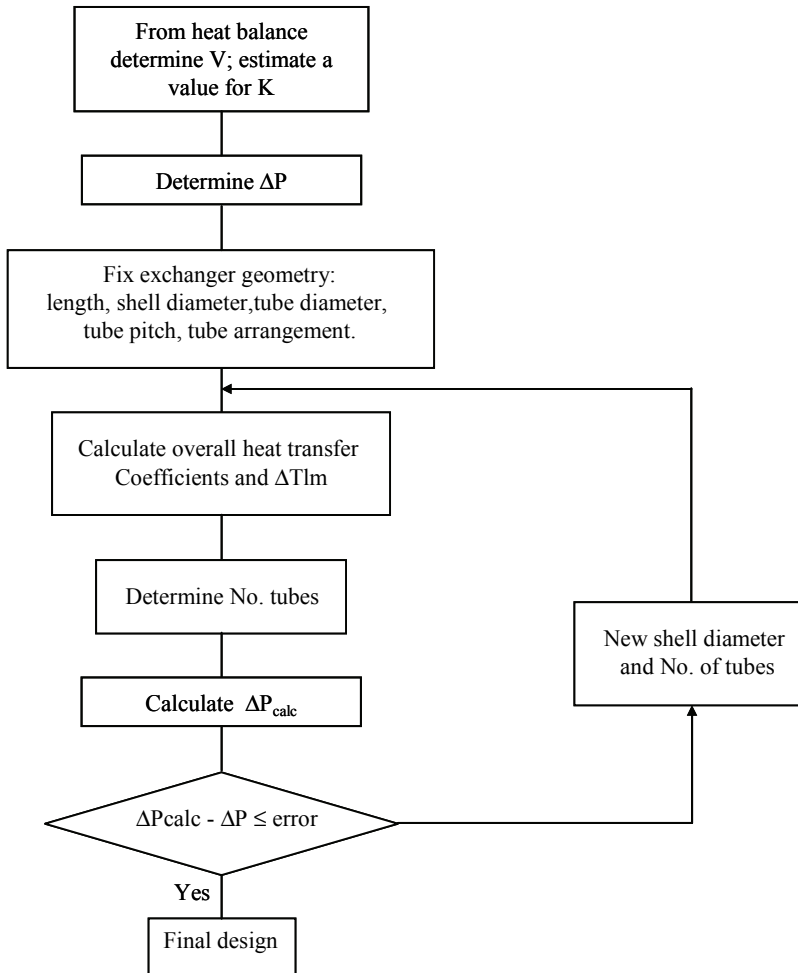 From heat balance
determine V; estimate a
value for K
Determine ΔP
Fix exchanger geometry:
length, shell diameter,tube diameter,
tube pitch, tube arrangement.
Calculate overall heat transfer
Coefficients and ΔTlm
Determine No. tubes
New shell diameter
and No. of tubes
Calculate ΔPcalc
ΔPcalc - ΔP ≤ error
Yes
Final design